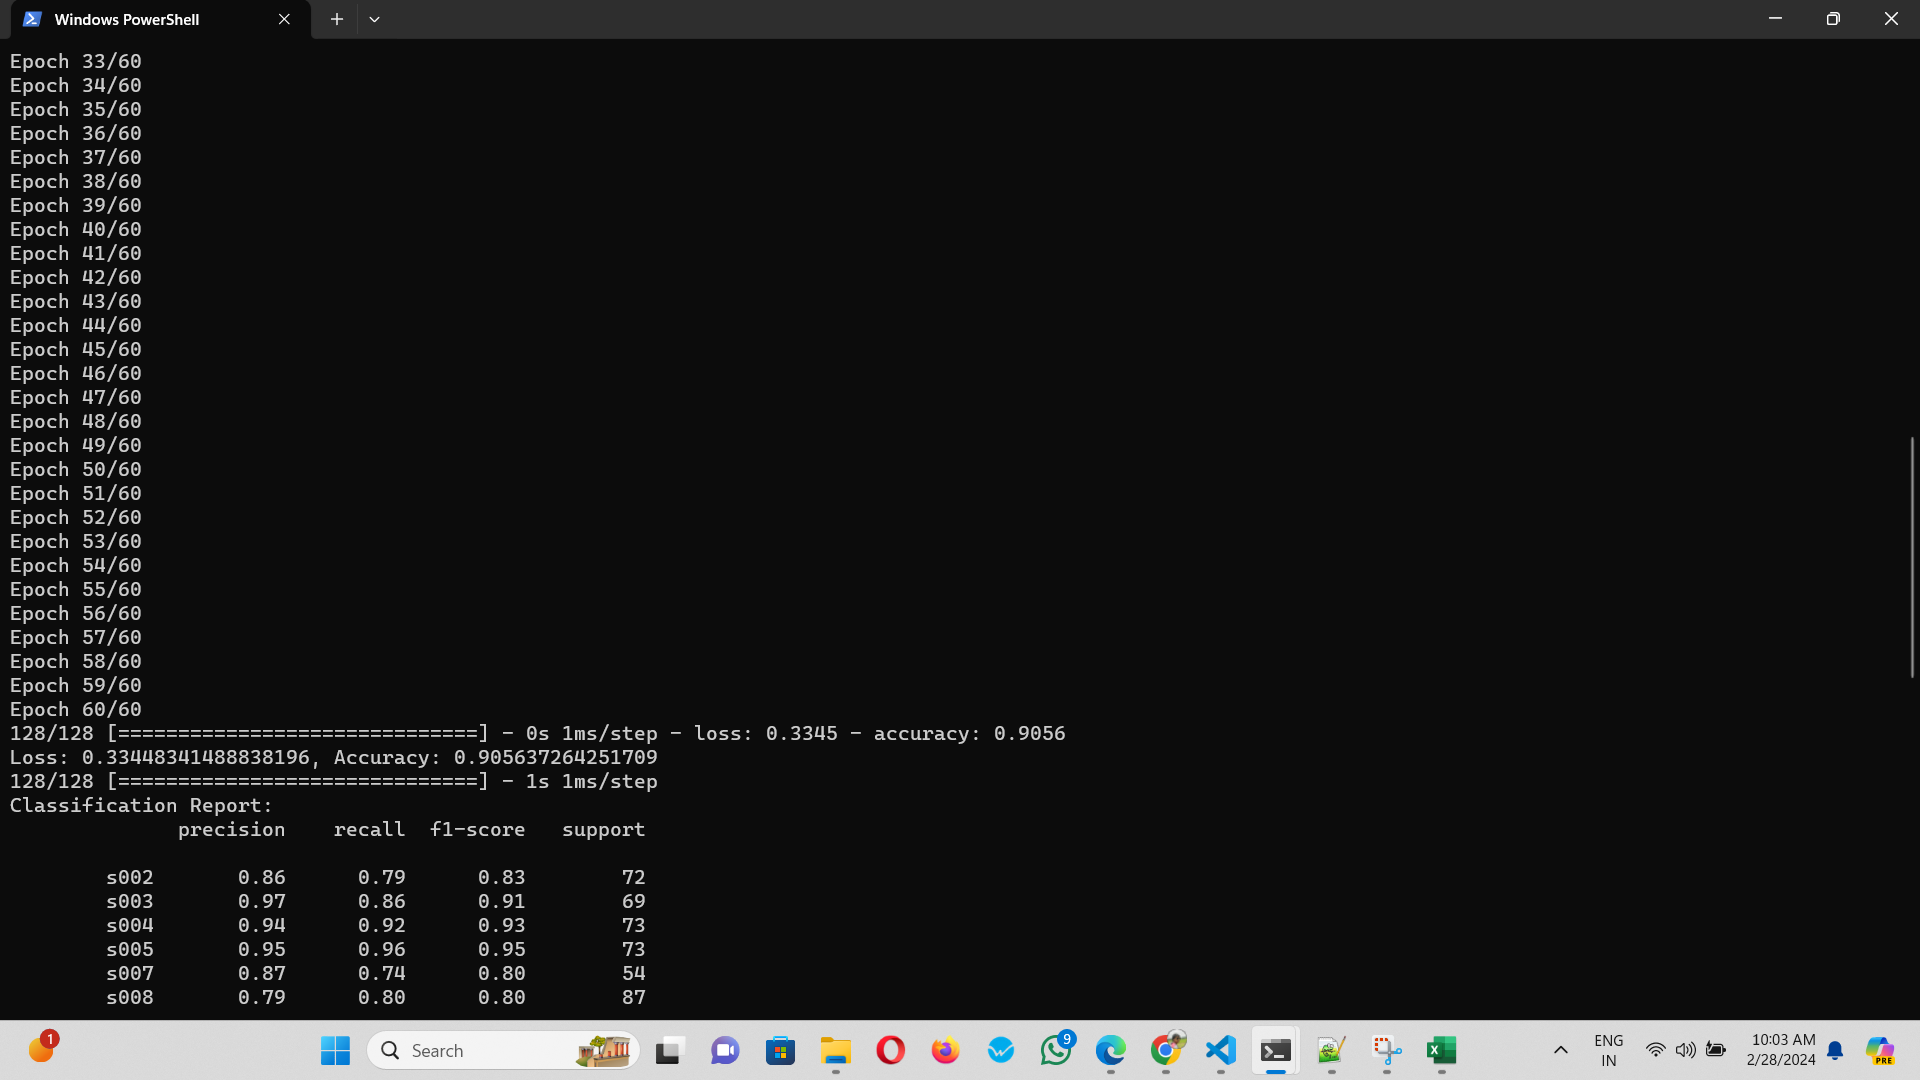 Windows PowerShell
Epoch 33/60
Epoch 34/60
Epoch 35/60
Epoch 36/60
Epoch 37/60
Epoch 38/60
Epoch 39/60
Epoch 40/60
Epoch 41/60
Epoch 42/60
Epoch 43/60
Epoch 44/60
Epoch 45/60
Epoch 46/60
Epoch 47/60
Epoch 48/60
Epoch 49/60
Epoch 50/60
Epoch 51/60
Epoch 52/60
Epoch 53/60
Epoch 54/60
Epoch 55/60
Epoch 56/60
Epoch 57/60
Epoch 58/60
Epoch 59/60
Epoch 60/60
128/128 [==============================] - 0s 1ms/step - loss: 0.3345 - accuracy: 0.9056
Loss: 0.33448341488838196, Accuracy: 0.905637264251709
128/128 [==============================] - 1s 1ms/step
Classification Report:
precision recall f1-score support
s002 0.86 0.79 0.83 72
s003 0.97 0.86 0.91 69
s004 0.94 0.92 0.93 73
s005 0.95 0.96 0.95 73
s007 0.87 0.74 0.80 54
s008 0.79 0.80 0.80 87
1
Search
9
ENG
IN
10:03 AM
2/28/2024
PRE